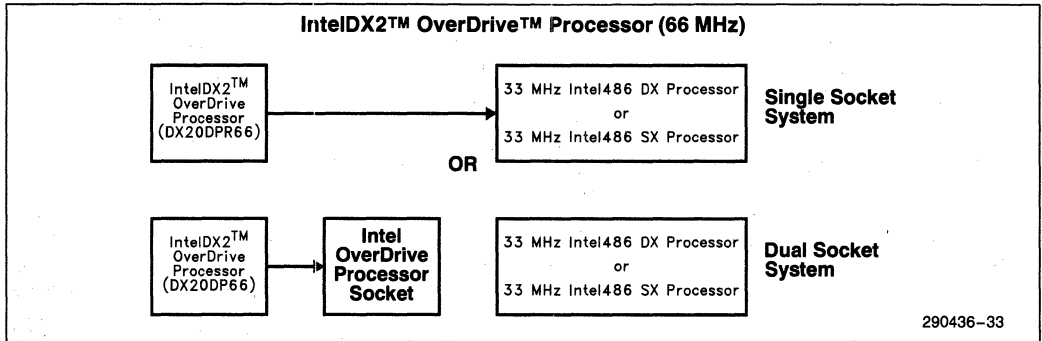 IntelDX2™ OverDrive™ Processor (66 MHz)
IntelDX2™
OverDrive
Processor
(DX2ODPR66)
33 MHz Intel486 DX Processor
or
33 MHz Intel486 SX Processor
Single Socket
System
OR
IntelDX2™
OverDrive
Processor
(DX2ODP66)
Intel
OverDrive
Processor
Socket
33 MHz Intel486 DX Processor
or
33 MHz Intel486 SX Processor
Dual Socket
System
290436–33